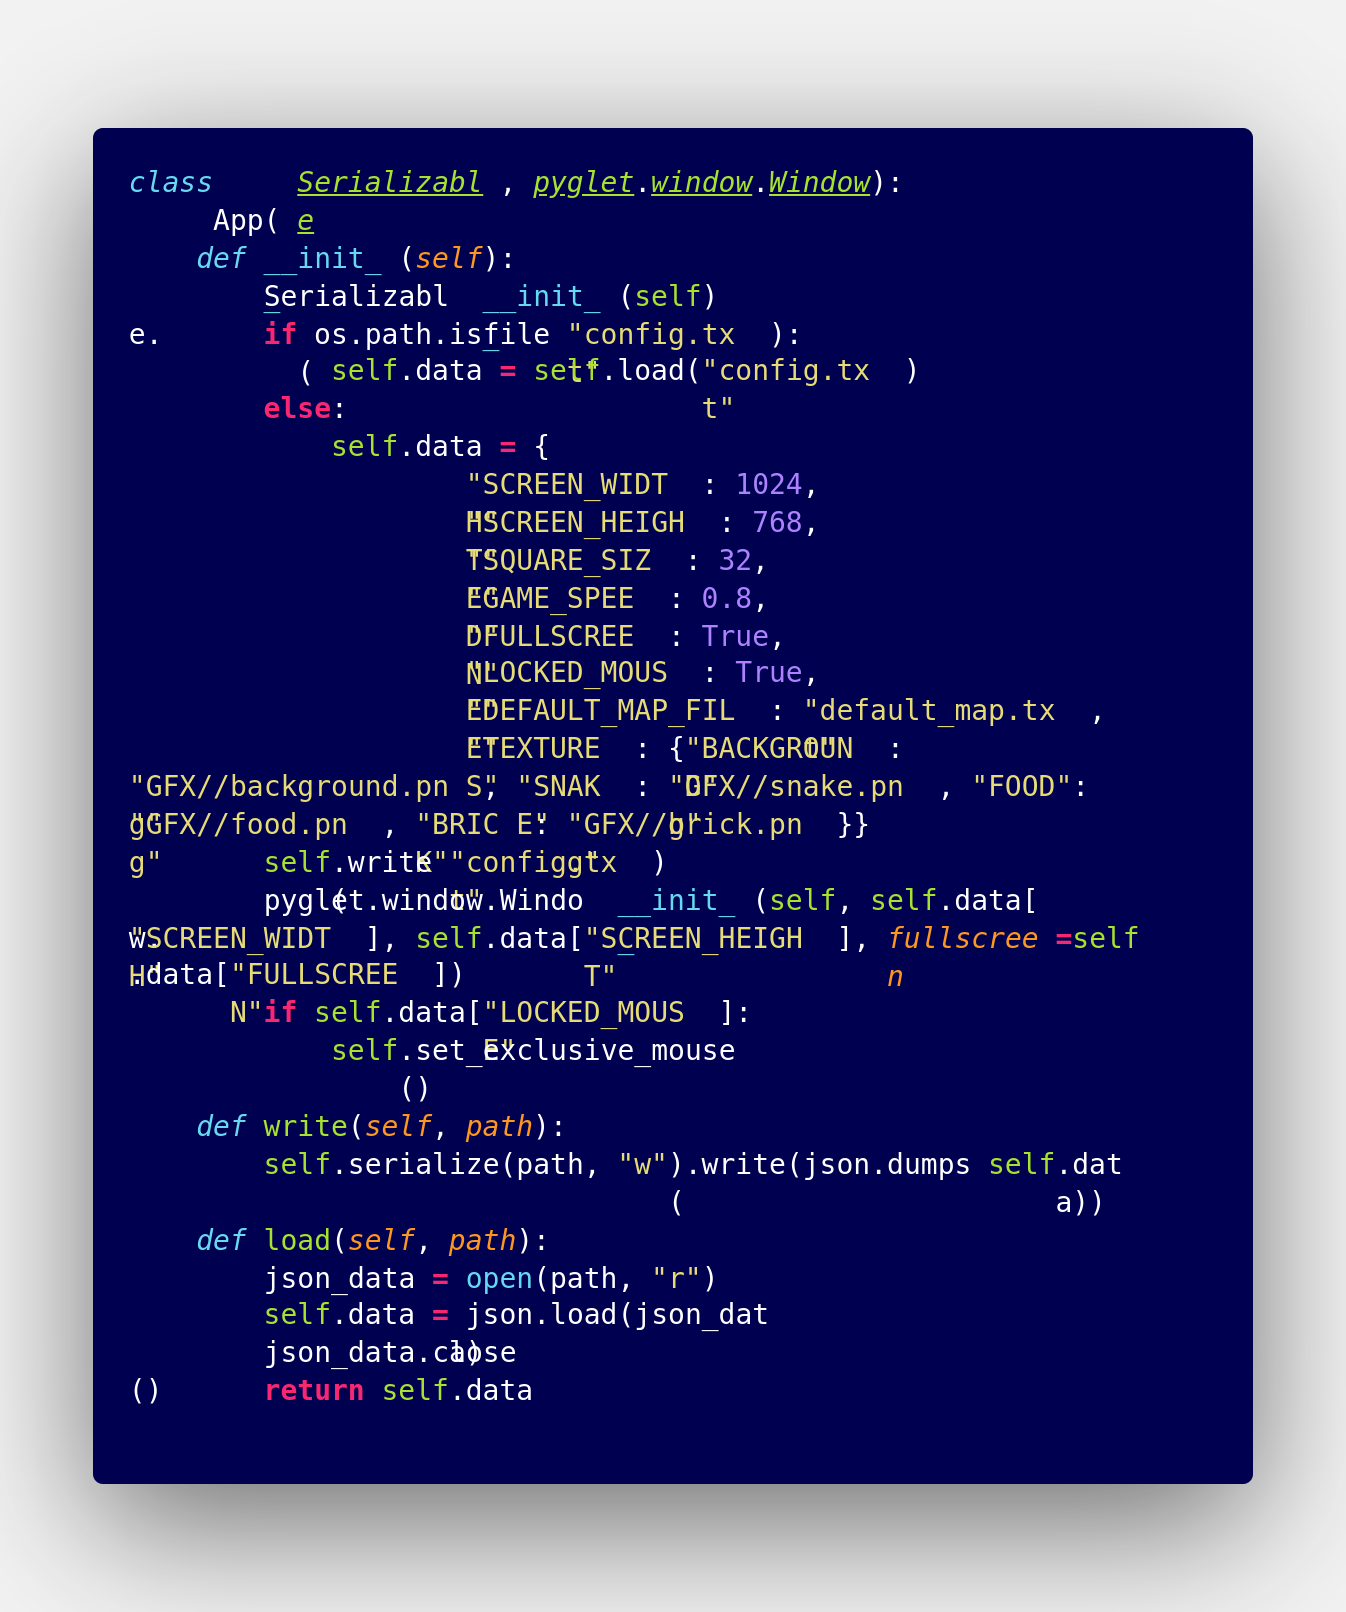 class App(Serializable, pyglet.window.Window):
def __init__(self):
Serializable.__init__(self)
if os.path.isfile("config.txt"):
self.data = self.load("config.txt")
else:
self.data = {
"SCREEN_WIDTH": 1024,
"SCREEN_HEIGHT": 768,
"SQUARE_SIZE": 32,
"GAME_SPEED": 0.8,
"FULLSCREEN": True,
"LOCKED_MOUSE": True,
"DEFAULT_MAP_FILE": "default_map.txt",
"TEXTURES": {"BACKGROUND":
"GFX//background.png", "SNAKE": "GFX//snake.png", "FOOD":
"GFX//food.png", "BRICK": "GFX//brick.png"}}
self.write("config.txt")
pyglet.window.Window.__init__(self, self.data[
"SCREEN_WIDTH"], self.data["SCREEN_HEIGHT"], fullscreen=self
.data["FULLSCREEN"])
if self.data["LOCKED_MOUSE"]:
self.set_exclusive_mouse()
def write(self, path):
self.serialize(path, "w").write(json.dumps(self.data))
def load(self, path):
json_data = open(path, "r")
self.data = json.load(json_data)
json_data.close()
return self.data